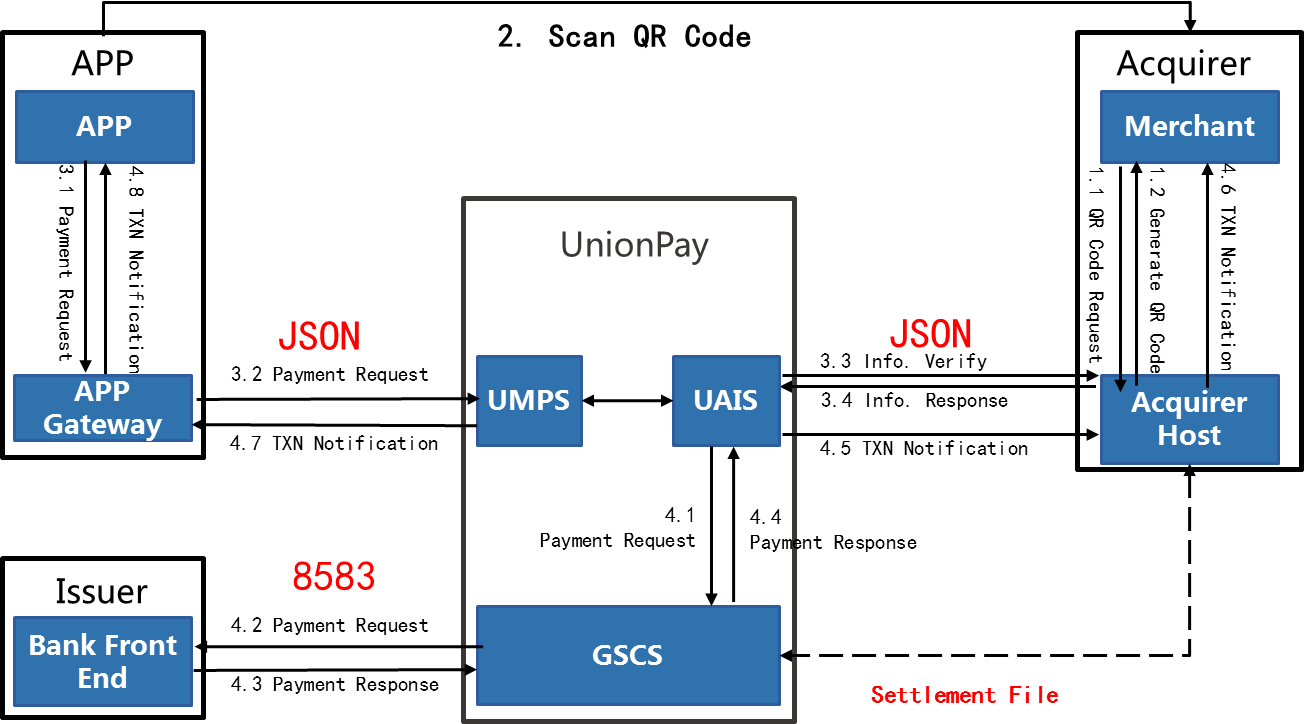 2. Scan QR Code
APP
APP
3.1 Payment Request
4.8 TXN Notification
APP
Gateway
Acquirer
Merchant
1.1 QR Code Request
1.2 Generate QR Code
4.6 TXN Notification
Acquirer
Host
UnionPay
JSON
3.2 Payment Request
4.7 TXN Notification
UMPS
UAIS
JSON
3.3 Info. Verify
3.4 Info. Response
4.5 TXN Notification
4.1
Payment Request
4.4
Payment Response
Issuer
Bank Front
End
8583
4.2 Payment Request
4.3 Payment Response
GSCS
Settlement File